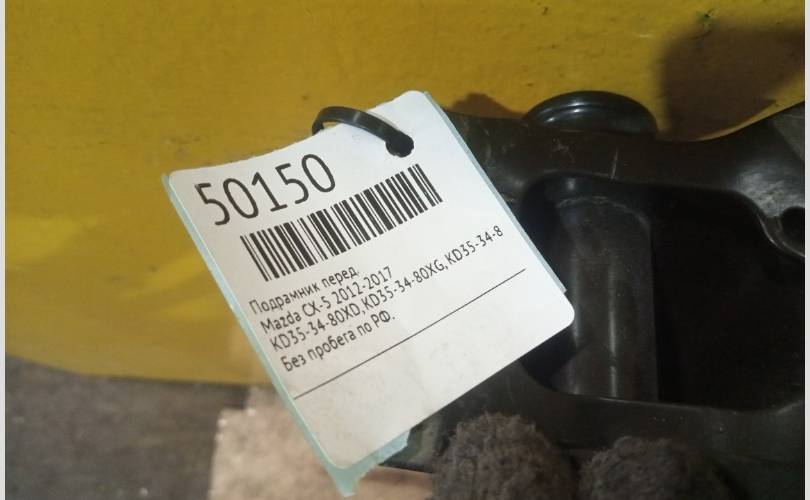 50150
Подрамник перед.
Mazda CX-5 2012-2017
KD35-34-80XD,KD35-34-80XG, KD35-34-8
Без пробега по РФ.